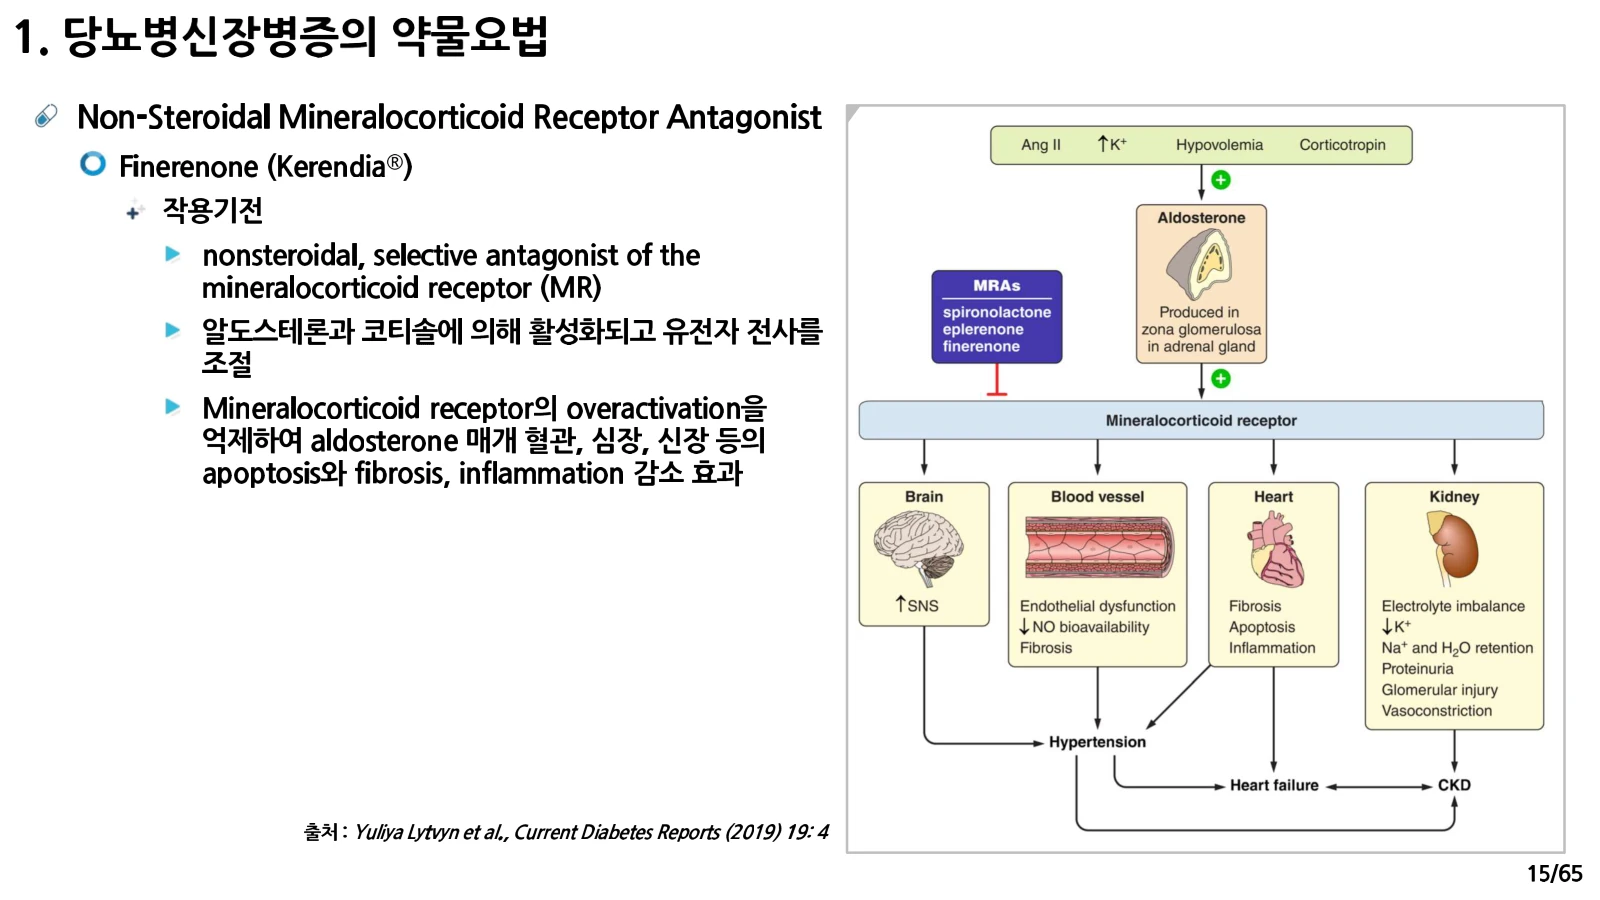 1. 당뇨병신장병증의 약물요법
Non-Steroidal Mineralocorticoid Receptor Antagonist
Finerenone (Kerendia®)
작용기전
nonsteroidal, selective antagonist of the
mineralocorticoid receptor (MR)
알도스테론과 코티솔에 의해 활성화되고 유전자 전사를
조절
Mineralocorticoid receptor의 overactivation을
억제하여 aldosterone 매개 혈관, 심장, 신장 등의
apoptosis와 fibrosis, inflammation 감소 효과
출처 : Yuliya Lytvyn et al., Current Diabetes Reports (2019) 19: 4
Ang II ↑K⁺ Hypovolemia Corticotropin
+
Aldosterone
Produced in
zona glomerulosa
in adrenal gland
MRAs
spironolactone
eplerenone
finerenone
+
Mineralocorticoid receptor
Brain
↑SNS
Blood vessel
Endothelial dysfunction
↓NO bioavailability
Fibrosis
Heart
Fibrosis
Apoptosis
Inflammation
Kidney
Electrolyte imbalance
↓K⁺
Na⁺ and H₂O retention
Proteinuria
Glomerular injury
Vasoconstriction
Hypertension
Heart failure
CKD
15/65